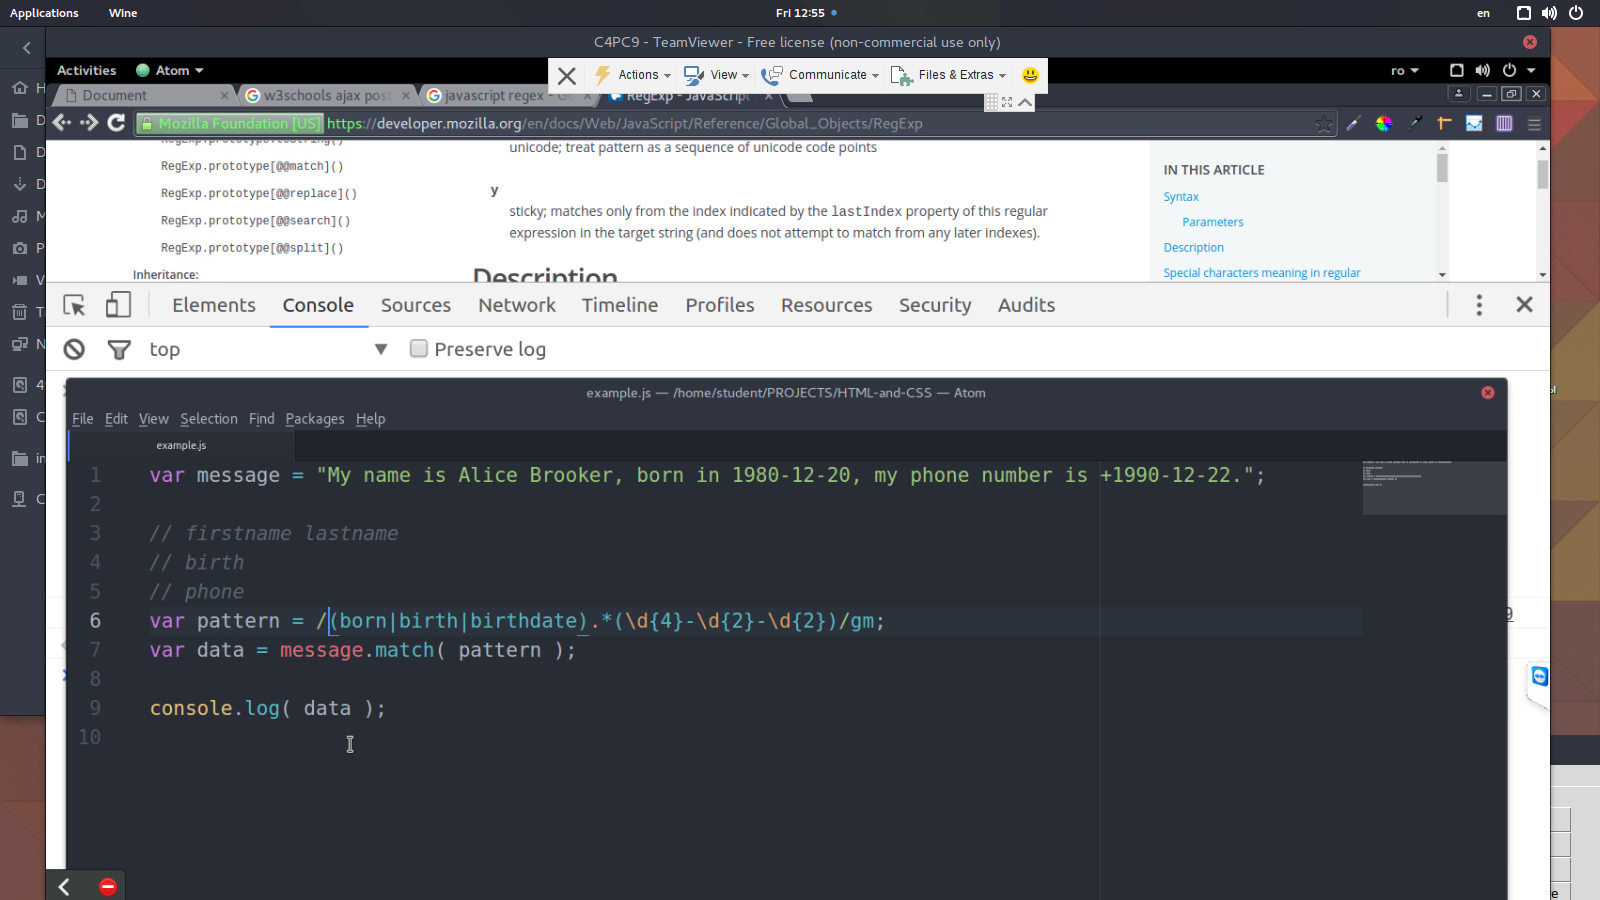 Applications Wine Fri 12:55 en
C4PC9 - TeamViewer - Free license (non-commercial use only)
Activities Atom Actions View Communicate Files & Extras ro
Document w3schools ajax post javascript regex - G RegExp - JavaScript
Mozilla Foundation [US] https://developer.mozilla.org/en/docs/Web/JavaScript/Reference/Global_Objects/RegExp
unicode; treat pattern as a sequence of unicode code points
RegExp.prototype[@@match]()
RegExp.prototype[@@replace]()
RegExp.prototype[@@search]()
RegExp.prototype[@@split]()
Inheritance:
y
sticky; matches only from the index indicated by the lastIndex property of this regular
expression in the target string (and does not attempt to match from any later indexes).
Description
IN THIS ARTICLE
Syntax
Parameters
Description
Special characters meaning in regular
Elements Console Sources Network Timeline Profiles Resources Security Audits
top Preserve log
example.js — /home/student/PROJECTS/HTML-and-CSS — Atom
File Edit View Selection Find Packages Help
example.js
1 var message = "My name is Alice Brooker, born in 1980-12-20, my phone number is +1990-12-22.";
2
3 // firstname lastname
4 // birth
5 // phone
6 var pattern = /(born|birth|birthdate).*(\d{4}-\d{2}-\d{2})/gm;
7 var data = message.match( pattern );
8
9 console.log( data );
10